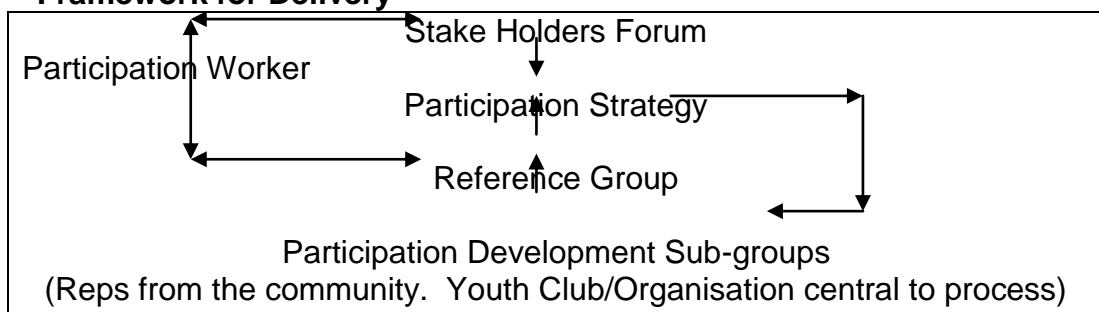 Framework for Delivery
Stake Holders Forum
Participation Worker
Participation Strategy
Reference Group
Participation Development Sub-groups
(Reps from the community. Youth Club/Organisation central to process)